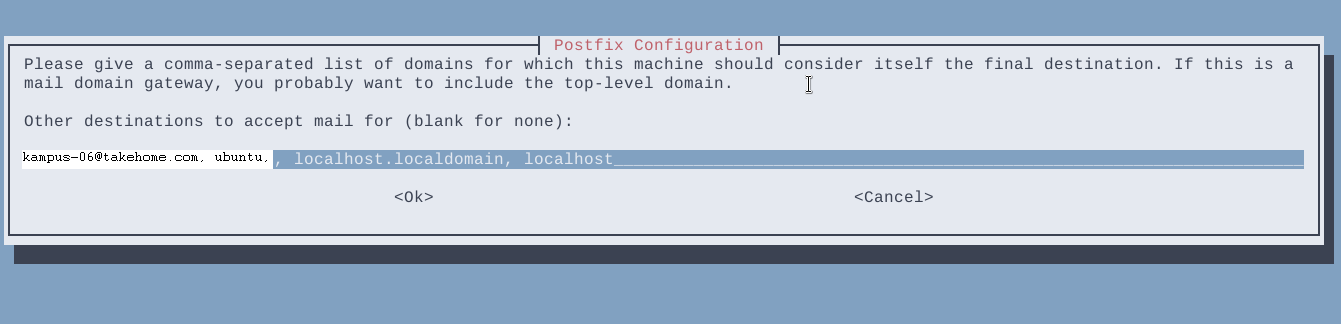 Postfix Configuration
Please give a comma-separated list of domains for which this machine should consider itself the final destination. If this is a
mail domain gateway, you probably want to include the top-level domain.
Other destinations to accept mail for (blank for none):
kampus-06@takehome.com, ubuntu, , localhost.localdomain, localhost
<Ok> <Cancel>